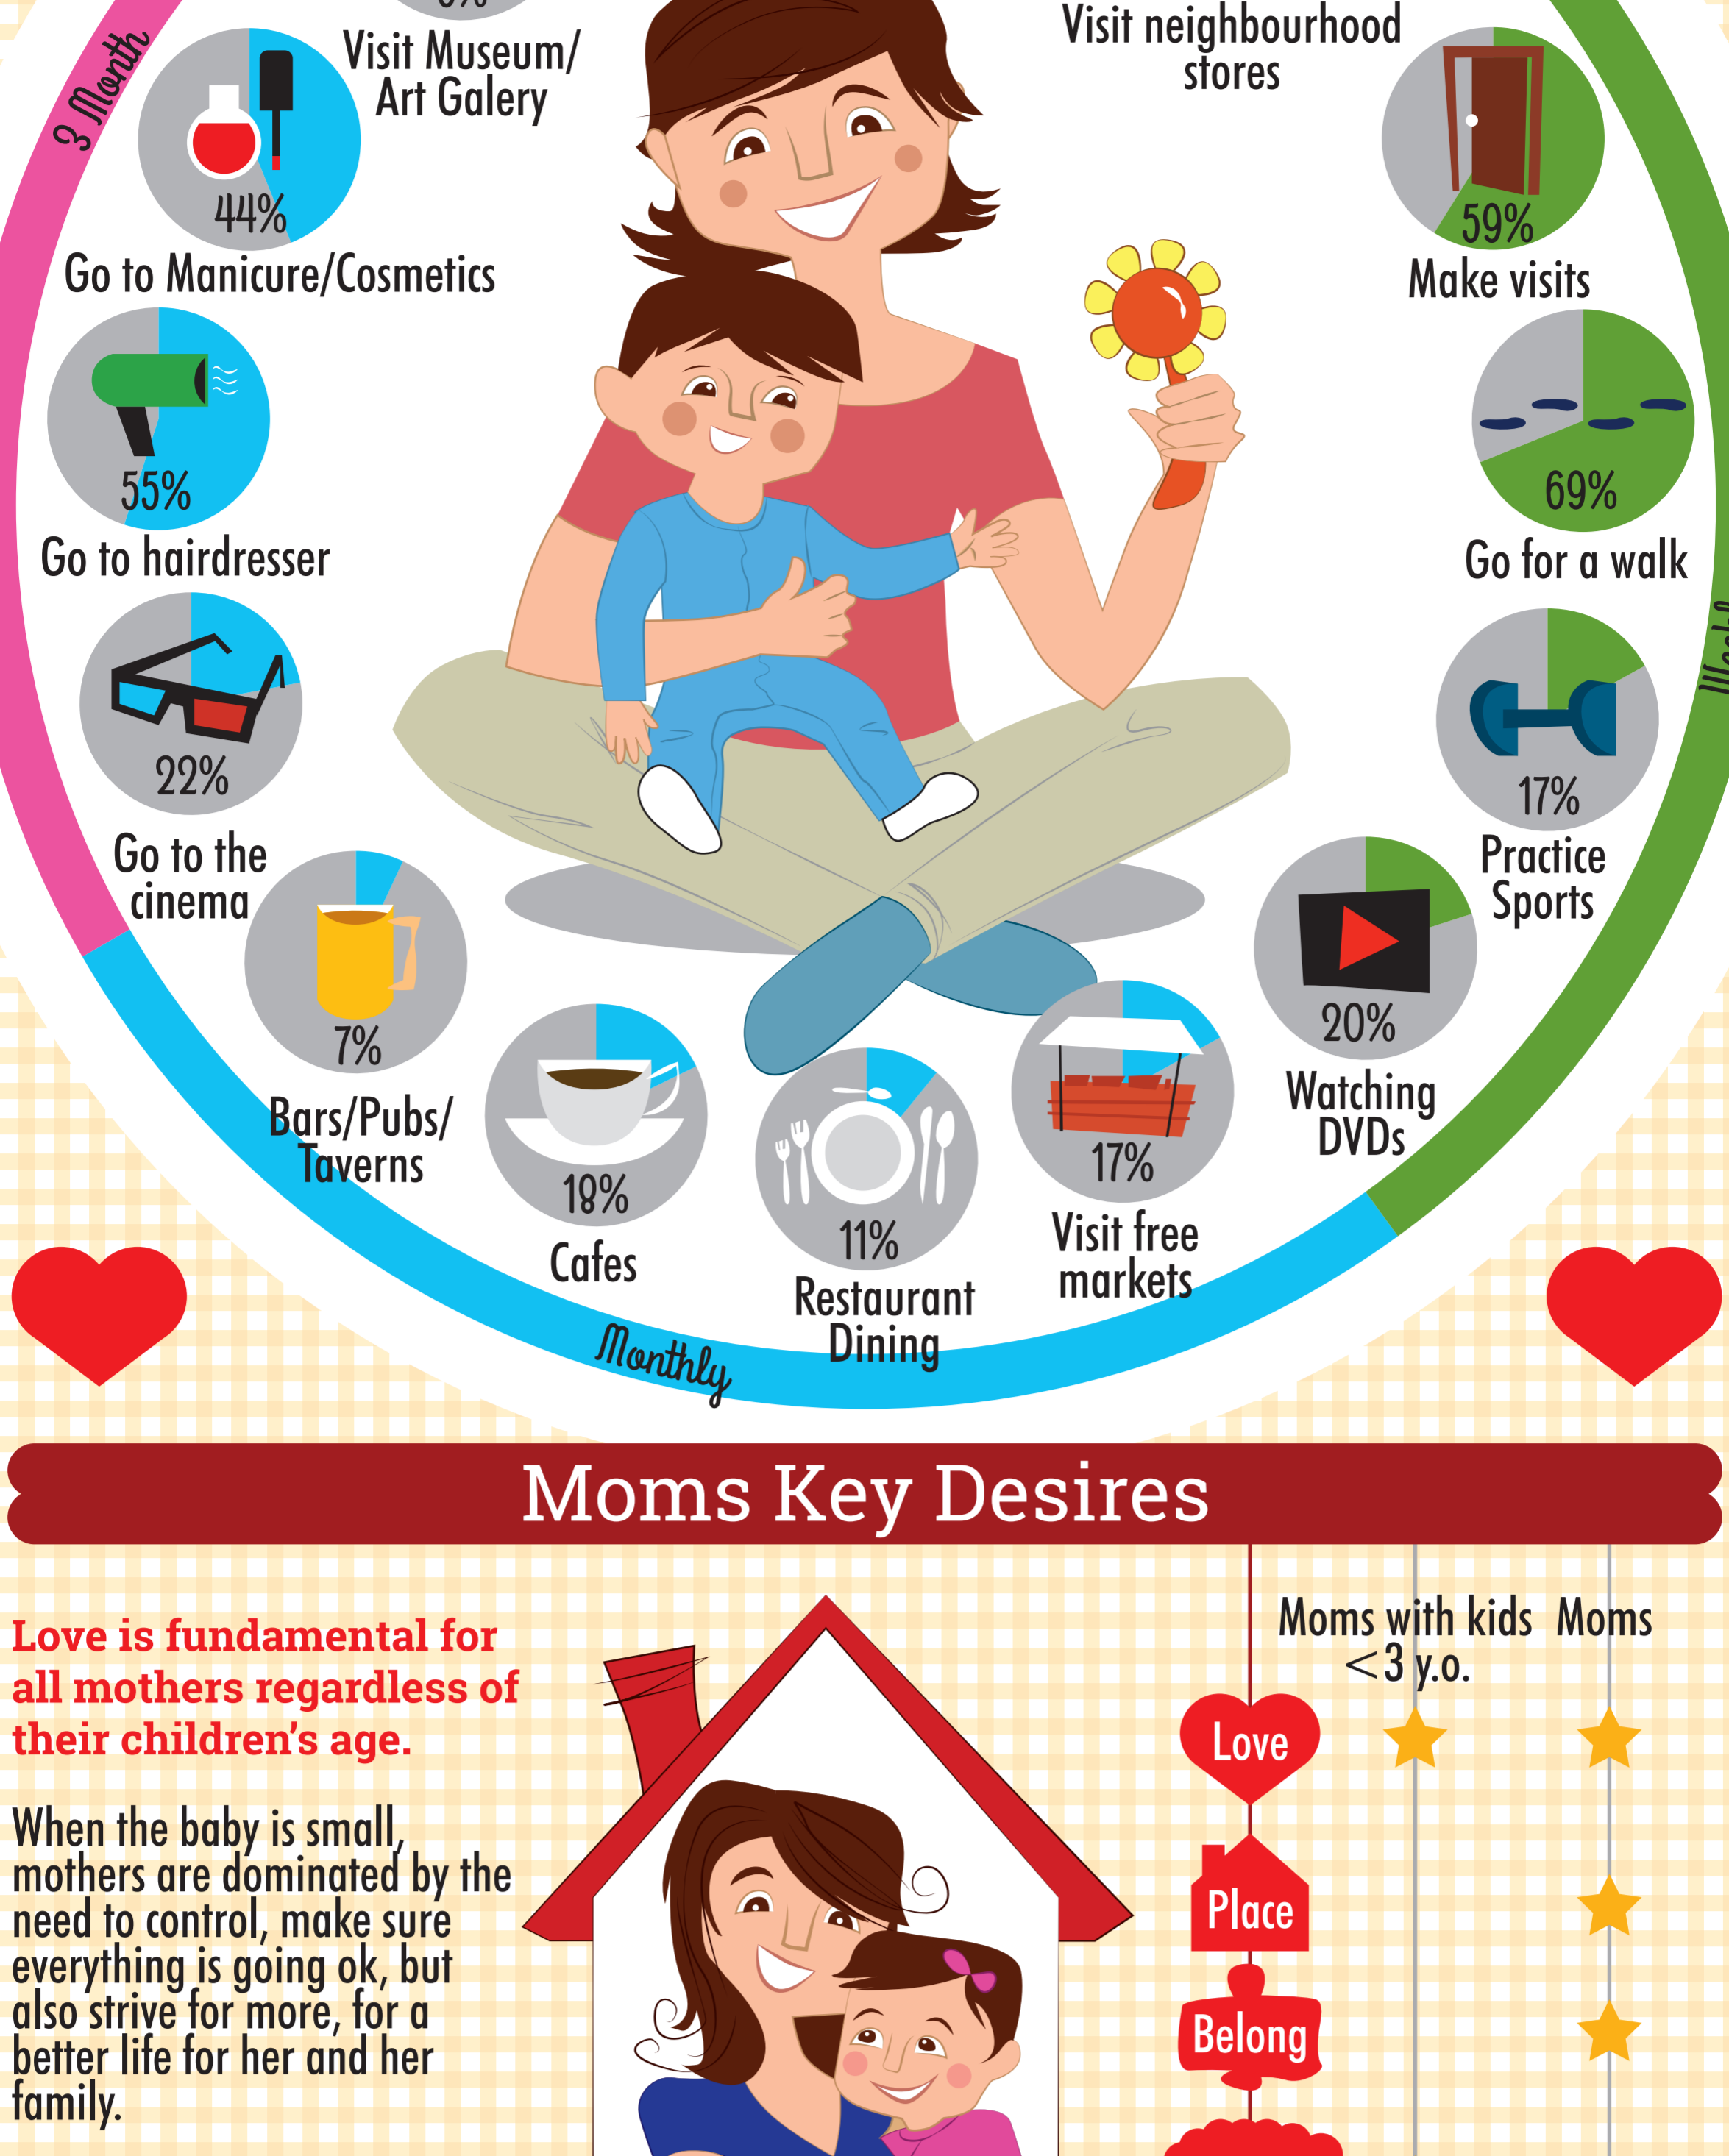 3 Month
Visit Museum/
Art Galery
Visit neighbourhood
stores
44%
Go to Manicure/Cosmetics
59%
Make visits
55%
Go to hairdresser
69%
Go for a walk
22%
Go to the
cinema
17%
Practice
Sports
7%
Bars/Pubs/
Taverns
20%
Watching
DVDs
18%
Cafes
11%
Restaurant
Dining
17%
Visit free
markets
Monthly
Moms Key Desires
Love is fundamental for
all mothers regardless of
their children's age.
When the baby is small,
mothers are dominated by the
need to control, make sure
everything is going ok, but
also strive for more, for a
better life for her and her
family.
Moms with kids
<3 y.o.
Moms
Love
Place
Belong